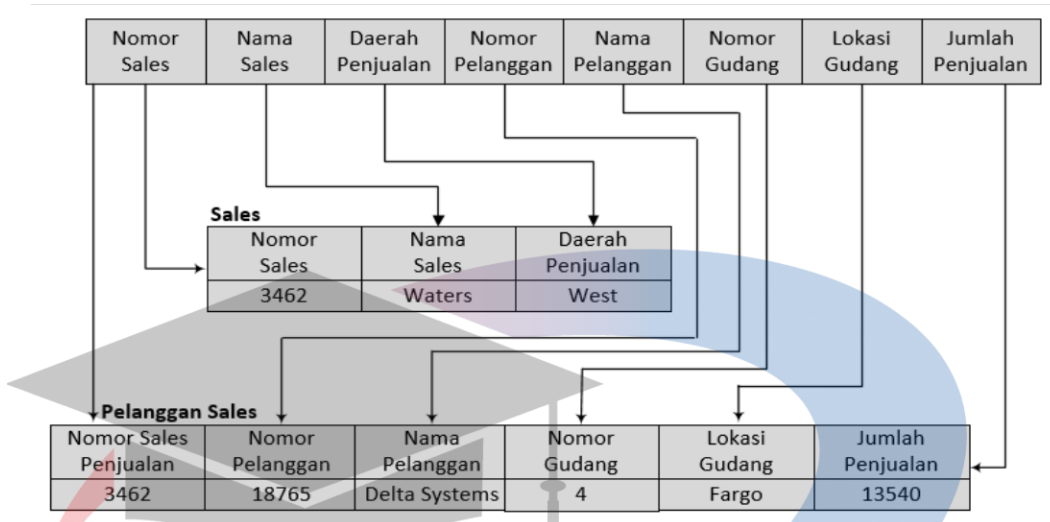 Nomor Nama Daerah Nomor Nama Nomor Lokasi Jumlah
Sales Sales Penjualan Pelanggan Pelanggan Gudang Gudang Penjualan
Sales
Nomor Nama Daerah
Sales Sales Penjualan
3462 Waters West
Pelanggan Sales
Nomor Sales Nomor Nama Nomor Lokasi Jumlah
Penjualan Pelanggan Pelanggan Gudang Gudang Penjualan
3462 18765 Delta Systems 4 Fargo 13540